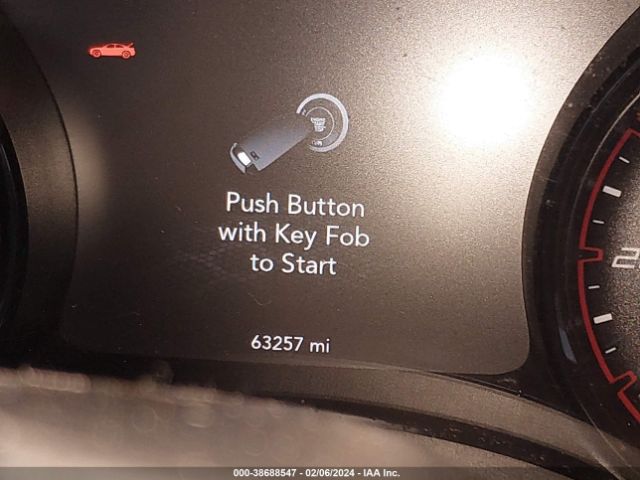 Push Button
with Key Fob
to Start
63257 mi
000-38688547 - 02/06/2024 - IAA Inc.